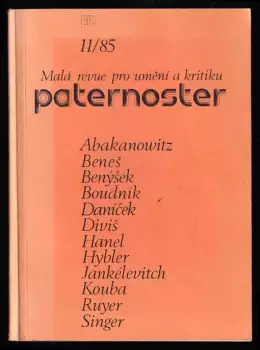 11/85
Malá revue pro umění a kritiku
paternoster
Abakanowitz
Beneš
Benýšek
Boudník
Daníček
Diviš
Hanel
Hybler
Jankélevitch
Kouba
Ruyer
Singer